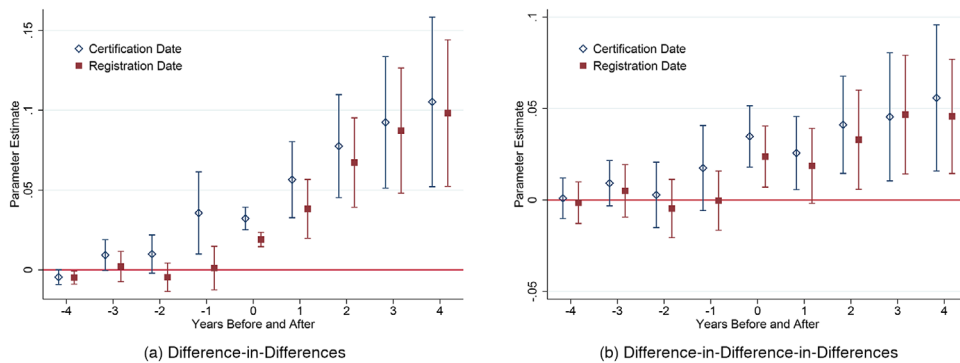 .15
.1
.05
0
Parameter Estimate
Certification Date
Registration Date
-4 -3 -2 -1 0 1 2 3 4
Years Before and After
(a) Difference-in-Differences
.1
.05
0
-.05
Parameter Estimate
Certification Date
Registration Date
-4 -3 -2 -1 0 1 2 3 4
Years Before and After
(b) Difference-in-Difference-in-Differences